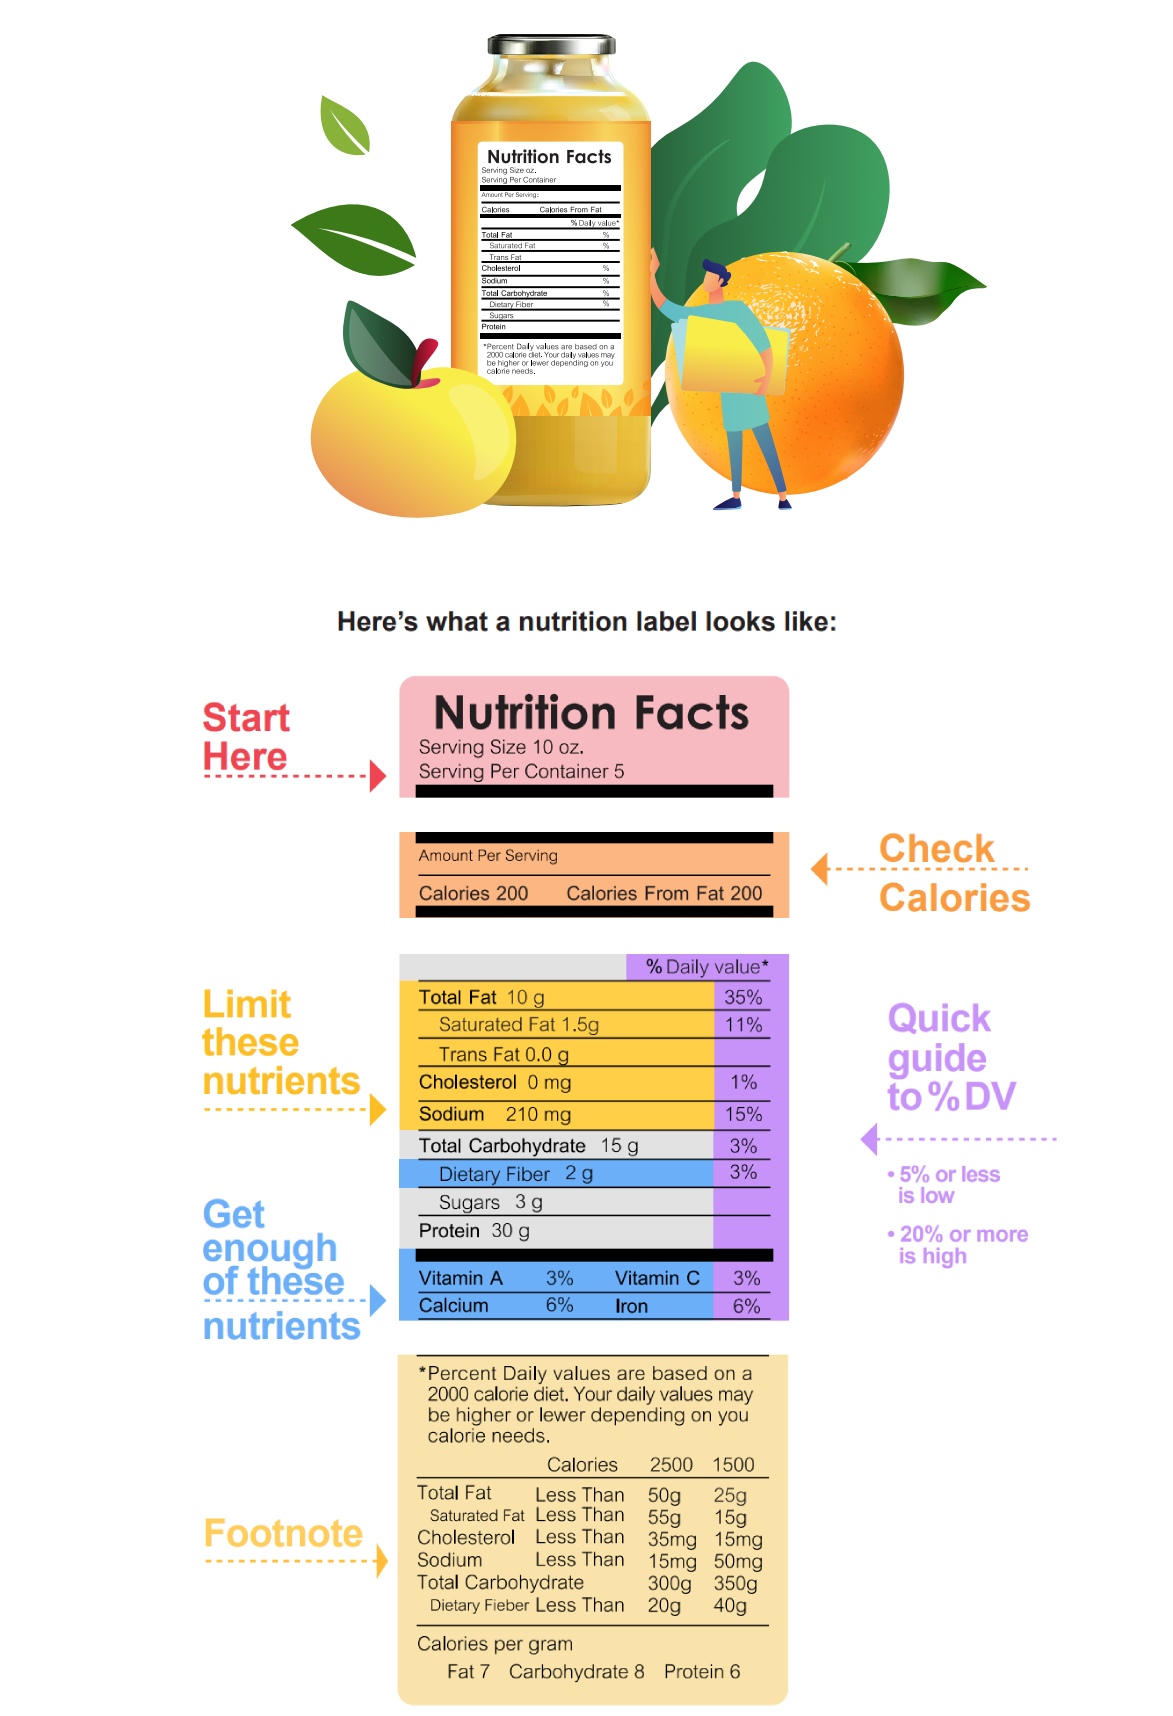 Nutrition Facts
Serving Size oz.
Serving Per Container
Amount Per Serving:
Calories Calories From Fat
% Daily value*
Total Fat %
Saturated Fat %
Trans Fat
Cholesterol %
Sodium %
Total Carbohydrate %
Dietary Fiber %
Sugars
Protein
*Percent Daily values are based on a
2000 calorie diet. Your daily values may
be higher or lewer depending on you
calorie needs.
Here's what a nutrition label looks like:
Start
Here
Nutrition Facts
Serving Size 10 oz.
Serving Per Container 5
Amount Per Serving
Calories 200 Calories From Fat 200
Check
Calories
% Daily value*
Limit
these
nutrients
Total Fat 10 g 35%
Saturated Fat 1.5g 11%
Trans Fat 0.0 g
Cholesterol 0 mg 1%
Sodium 210 mg 15%
Total Carbohydrate 15 g 3%
Dietary Fiber 2 g 3%
Sugars 3 g
Protein 30 g
Quick
guide
to % DV
• 5% or less
is low
• 20% or more
is high
Get
enough
of these
nutrients
Vitamin A 3% Vitamin C 3%
Calcium 6% Iron 6%
*Percent Daily values are based on a
2000 calorie diet. Your daily values may
be higher or lewer depending on you
calorie needs.
Calories 2500 1500
Total Fat Less Than 50g 25g
Saturated Fat Less Than 55g 15g
Cholesterol Less Than 35mg 15mg
Sodium Less Than 15mg 50mg
Total Carbohydrate 300g 350g
Dietary Fieber Less Than 20g 40g
Footnote
Calories per gram
Fat 7 Carbohydrate 8 Protein 6